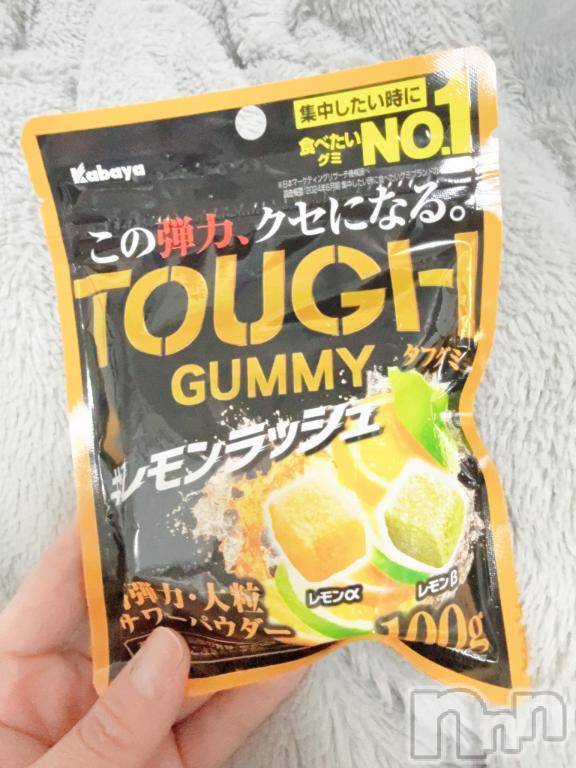 Kabaya
集中したい時に
食べたい
グミ
NO.1
この弾力、クセになる。
TOUGH
GUMMY
タフグミ
レモンラッシュ
レモンα
レモンβ
弾力・大粒
サワーパウダー
100g
nnn